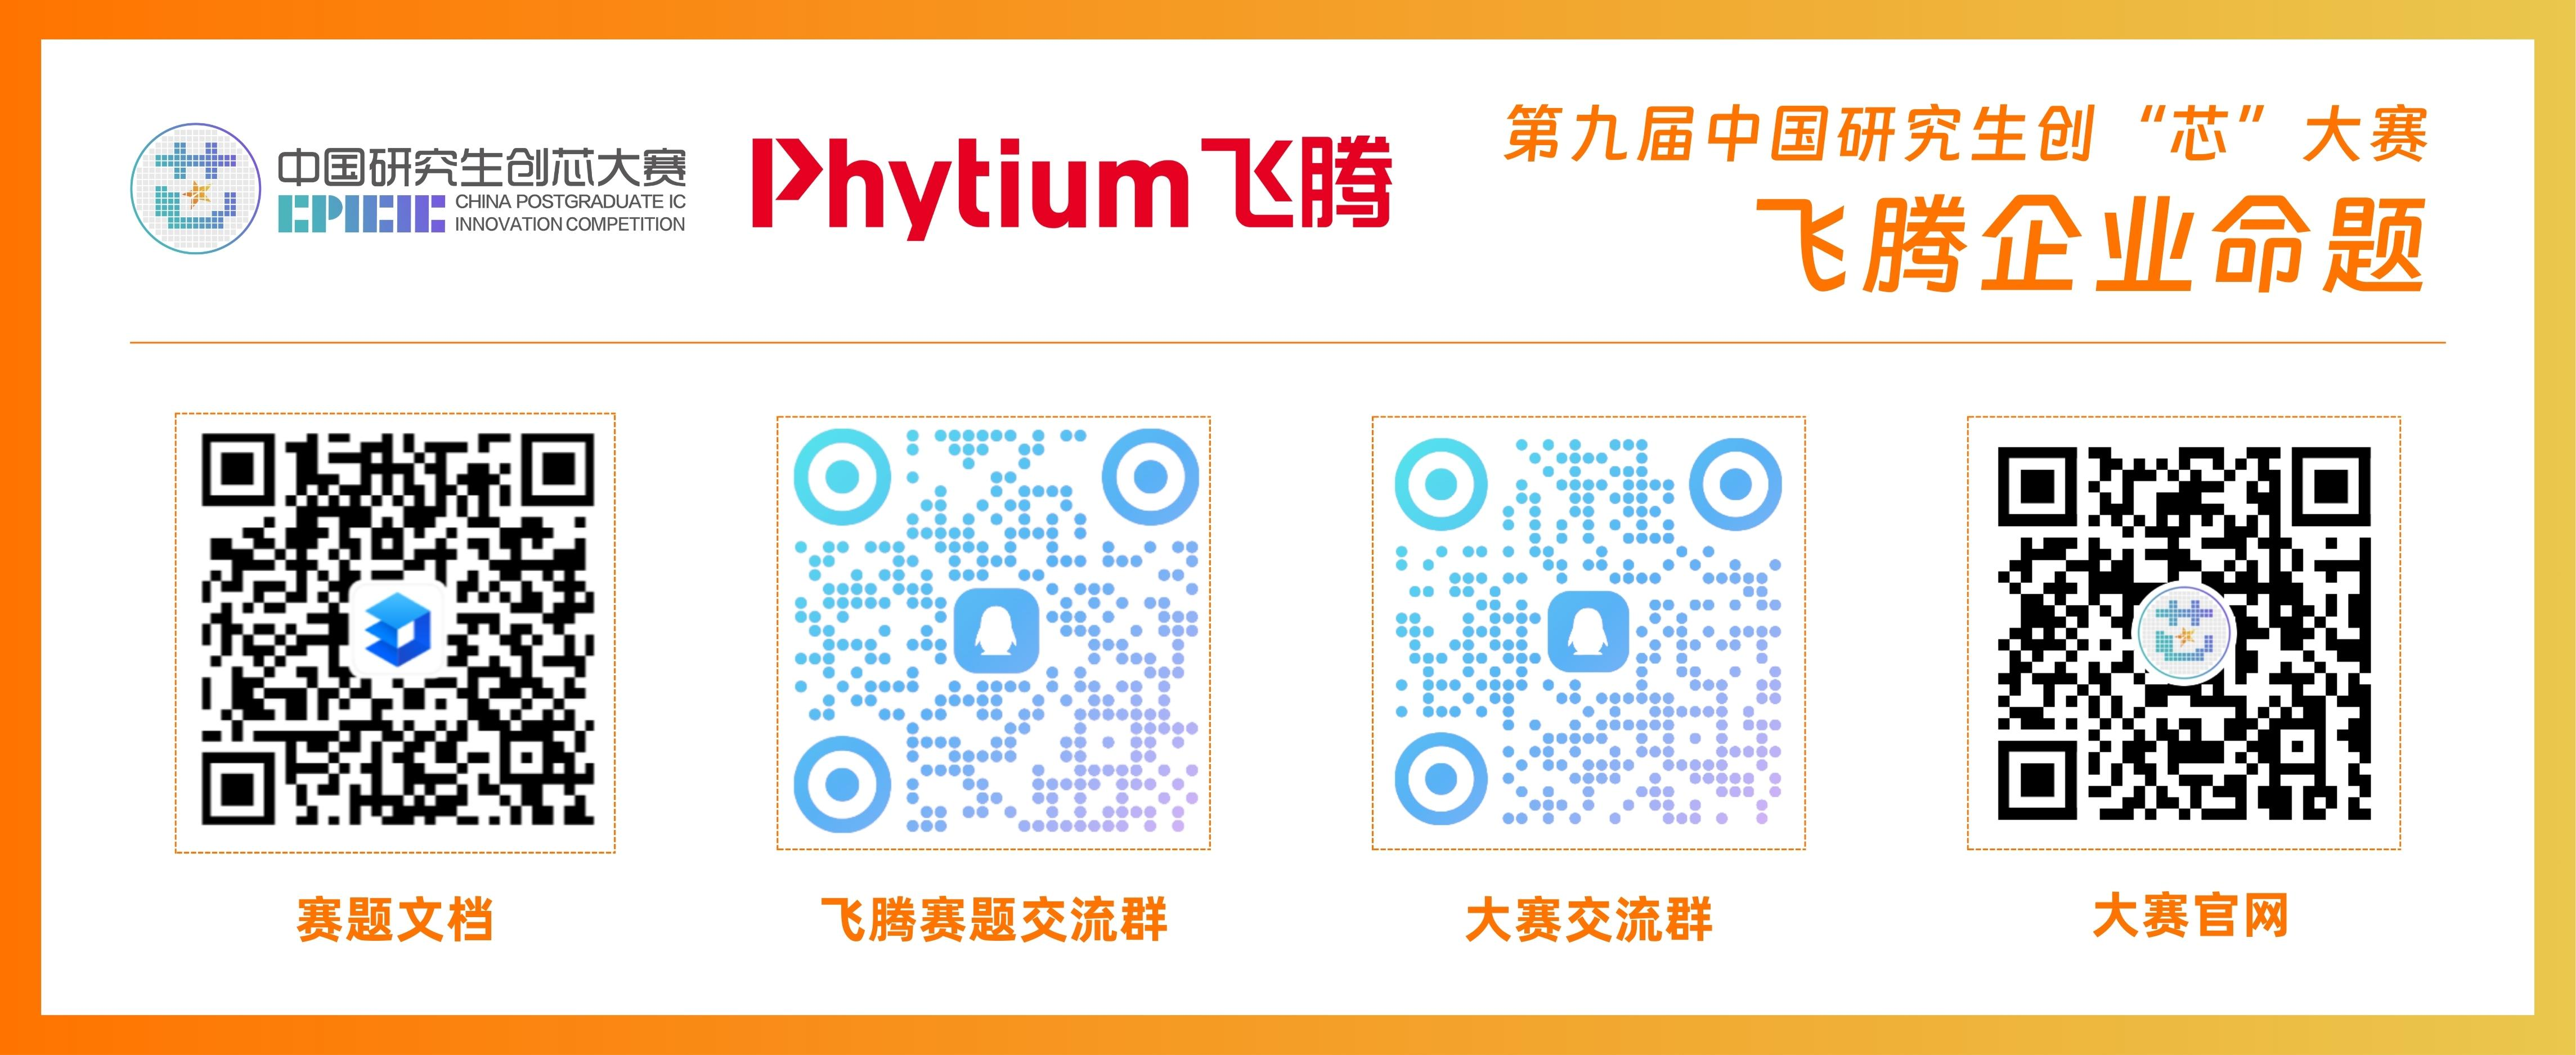 中国研究生创芯大赛
CPICIC
CHINA POSTGRADUATE IC
INNOVATION COMPETITION
Phytium飞腾
第九届中国研究生创“芯”大赛
飞腾企业命题
赛题文档
飞腾赛题交流群
大赛交流群
大赛官网